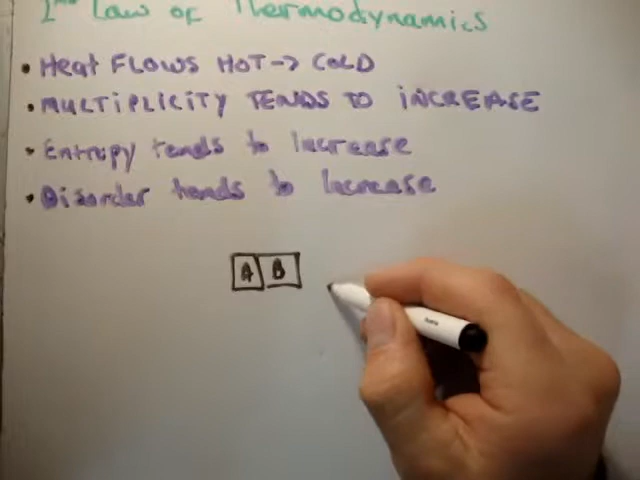 2nd Law of Thermodynamics
• Heat FLOWS HOT-> COLD
• MULTIPLICITY TENDS TO INCREASE
• Entropy tends to Increase
• Disorder tends to Increase
A B